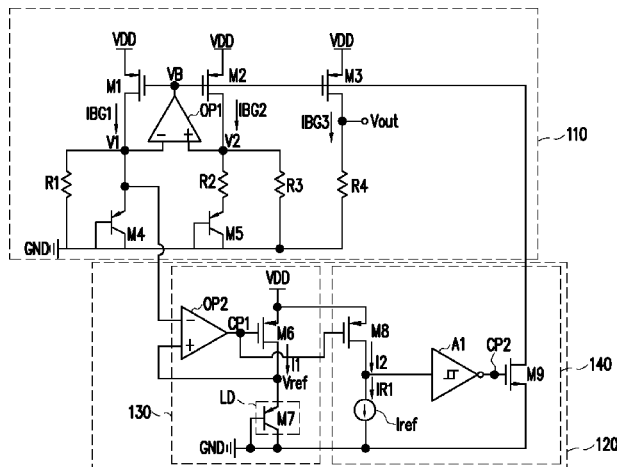 VDD VDD VDD
M1 VB M2 M3
OP1
IBG1 IBG2 IBG3 Vout
V1 V2
110
R1 R2 R3 R4
M4 M5
GND
VDD
OP2
CP1 M6 M8 A1 CP2
I1 I2 M9
Vref IR1 140
130 LD
M7 Iref
GND 120